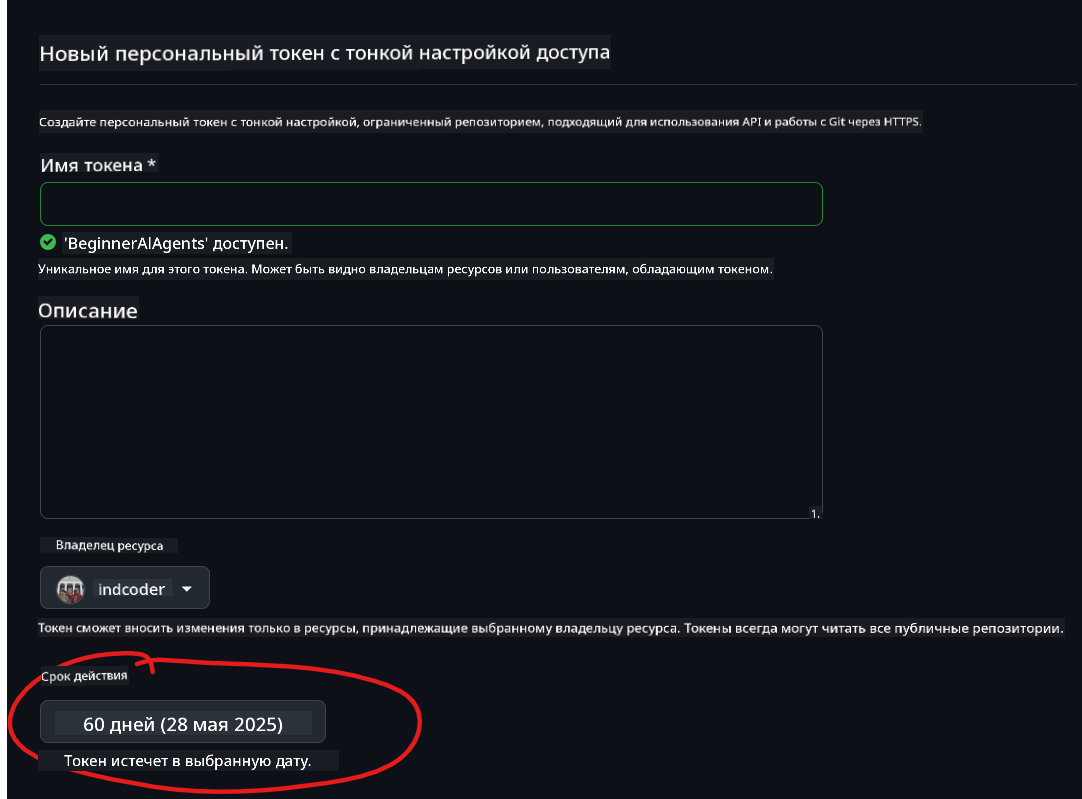 Новый персональный токен с тонкой настройкой доступа
Создайте персональный токен с тонкой настройкой, ограниченный репозиторием, подходящий для использования API и работы с Git через HTTPS.
Имя токена *
'BeginnerAIAgents' доступен.
Уникальное имя для этого токена. Может быть видно владельцам ресурсов или пользователям, обладающим токеном.
Описание
1.
Владелец ресурса
indcoder
Токен сможет вносить изменения только в ресурсы, принадлежащие выбранному владельцу ресурса. Токены всегда могут читать все публичные репозитории.
Срок действия
60 дней (28 мая 2025)
Токен истечет в выбранную дату.